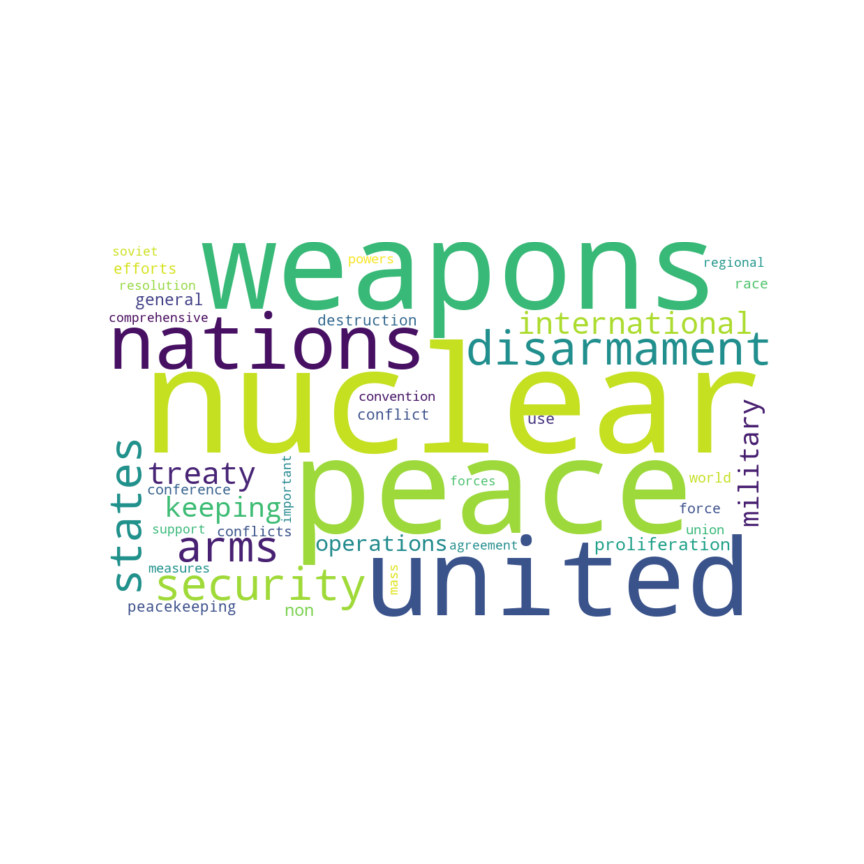 soviet
weapons
powers
regional
efforts
race
resolution
general
comprehensive
destruction
international
nations
disarmament
nuclear
convention
conflict
use
military
states
treaty
important
peace
forces
world
conference
keeping
force
support
conflicts
union
arms
operations
agreement
proliferation
united
measures
security
mass
peacekeeping
non